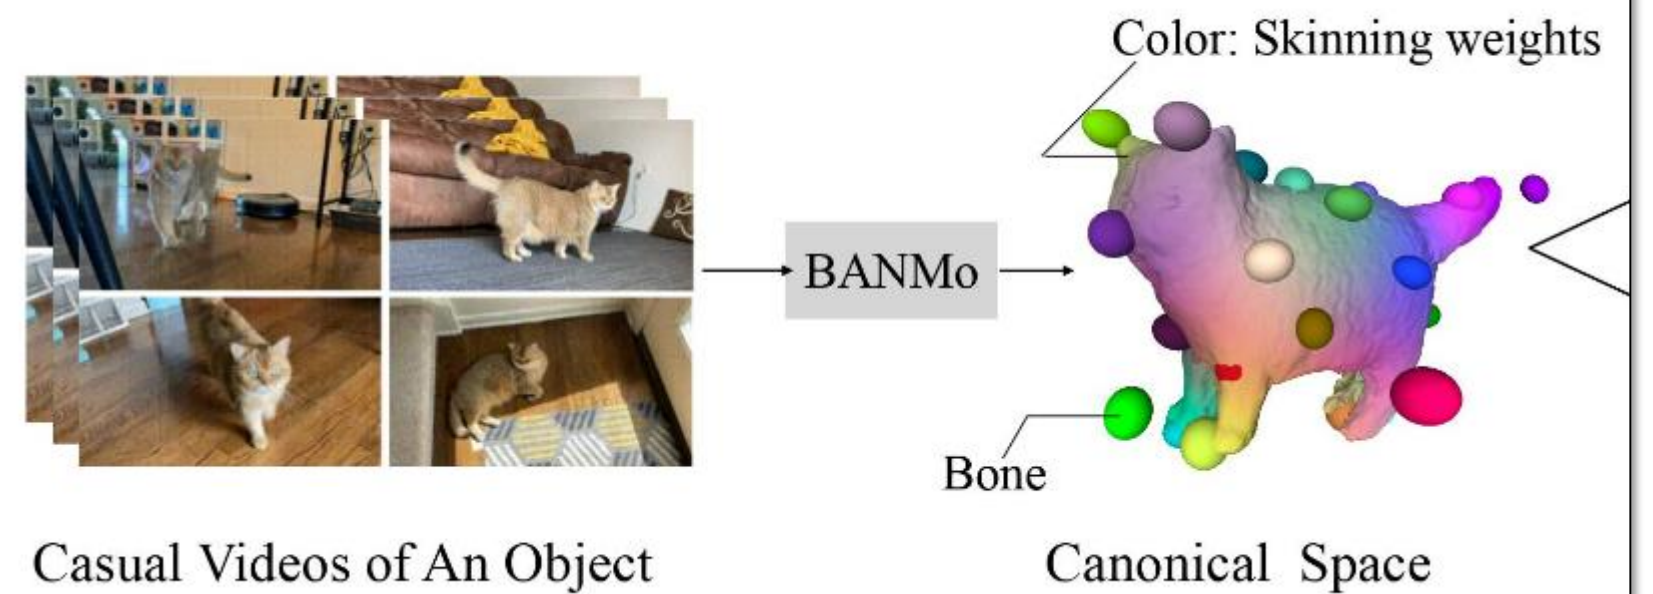 Color: Skinning weights
BANMo
Bone
Casual Videos of An Object
Canonical Space